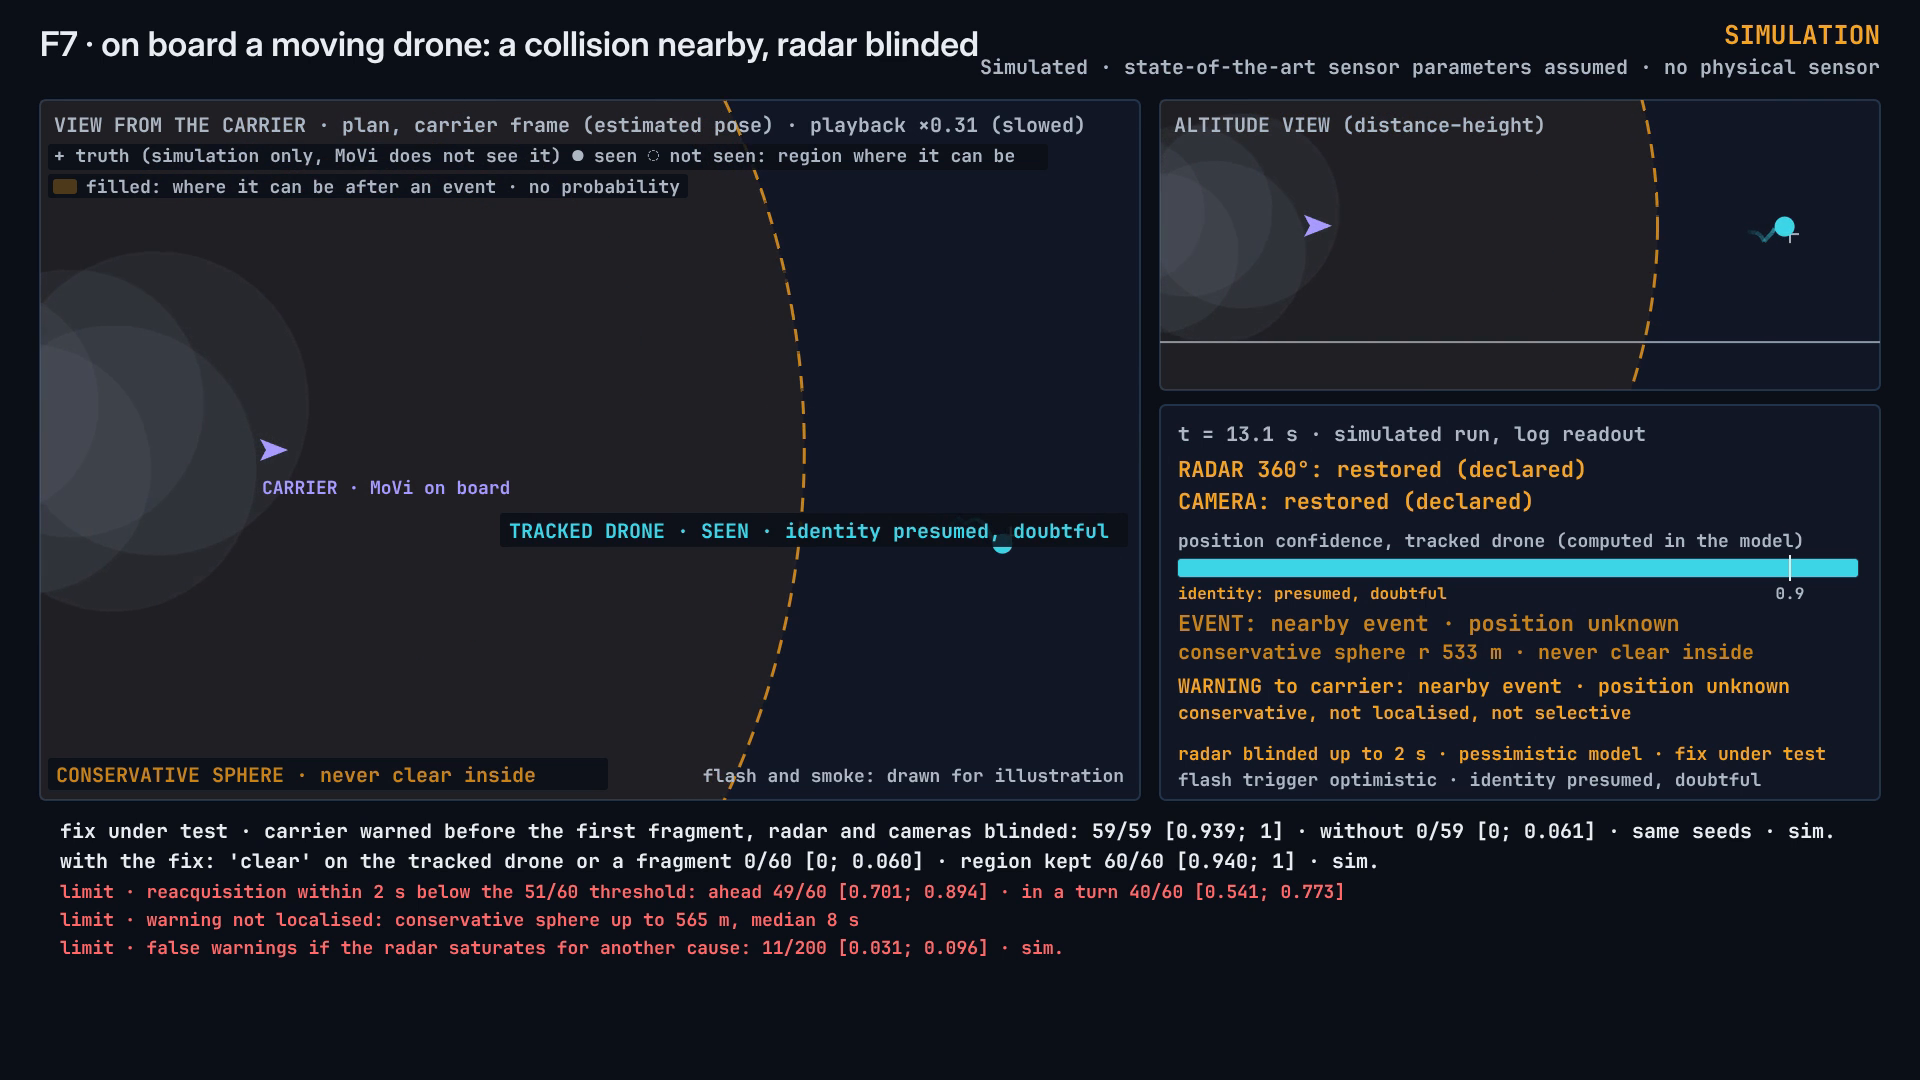 F7 · on board a moving drone: a collision nearby, radar blinded
SIMULATION
Simulated · state-of-the-art sensor parameters assumed · no physical sensor
VIEW FROM THE CARRIER · plan, carrier frame (estimated pose) · playback ×0.31 (slowed)
+ truth (simulation only, MoVi does not see it) ● seen ◌ not seen: region where it can be
filled: where it can be after an event · no probability
CARRIER · MoVi on board
TRACKED DRONE · SEEN · identity presumed, doubtful
CONSERVATIVE SPHERE · never clear inside
flash and smoke: drawn for illustration
ALTITUDE VIEW (distance-height)
t = 13.1 s · simulated run, log readout
RADAR 360°: restored (declared)
CAMERA: restored (declared)
position confidence, tracked drone (computed in the model)
identity: presumed, doubtful
0.9
EVENT: nearby event · position unknown
conservative sphere r 533 m · never clear inside
WARNING to carrier: nearby event · position unknown
conservative, not localised, not selective
radar blinded up to 2 s · pessimistic model · fix under test
flash trigger optimistic · identity presumed, doubtful
fix under test · carrier warned before the first fragment, radar and cameras blinded: 59/59 [0.939; 1] · without 0/59 [0; 0.061] · same seeds · sim.
with the fix: 'clear' on the tracked drone or a fragment 0/60 [0; 0.060] · region kept 60/60 [0.940; 1] · sim.
limit · reacquisition within 2 s below the 51/60 threshold: ahead 49/60 [0.701; 0.894] · in a turn 40/60 [0.541; 0.773]
limit · warning not localised: conservative sphere up to 565 m, median 8 s
limit · false warnings if the radar saturates for another cause: 11/200 [0.031; 0.096] · sim.